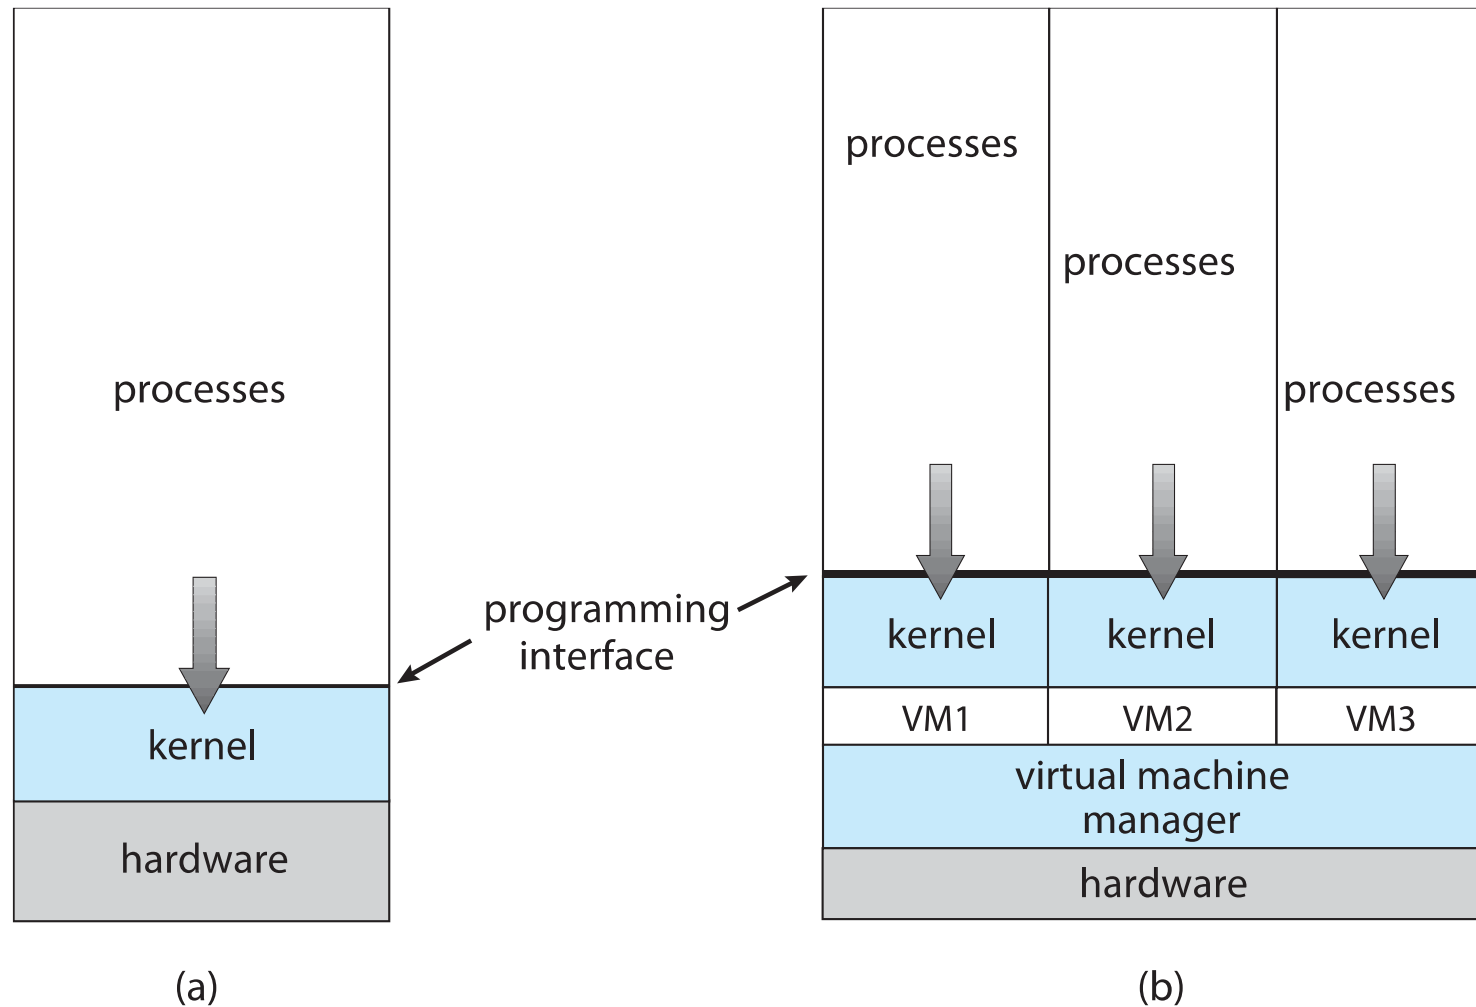 processes
kernel
hardware
(a)
programming
interface
processes
processes
processes
kernel
kernel
kernel
VM1
VM2
VM3
virtual machine
manager
hardware
(b)